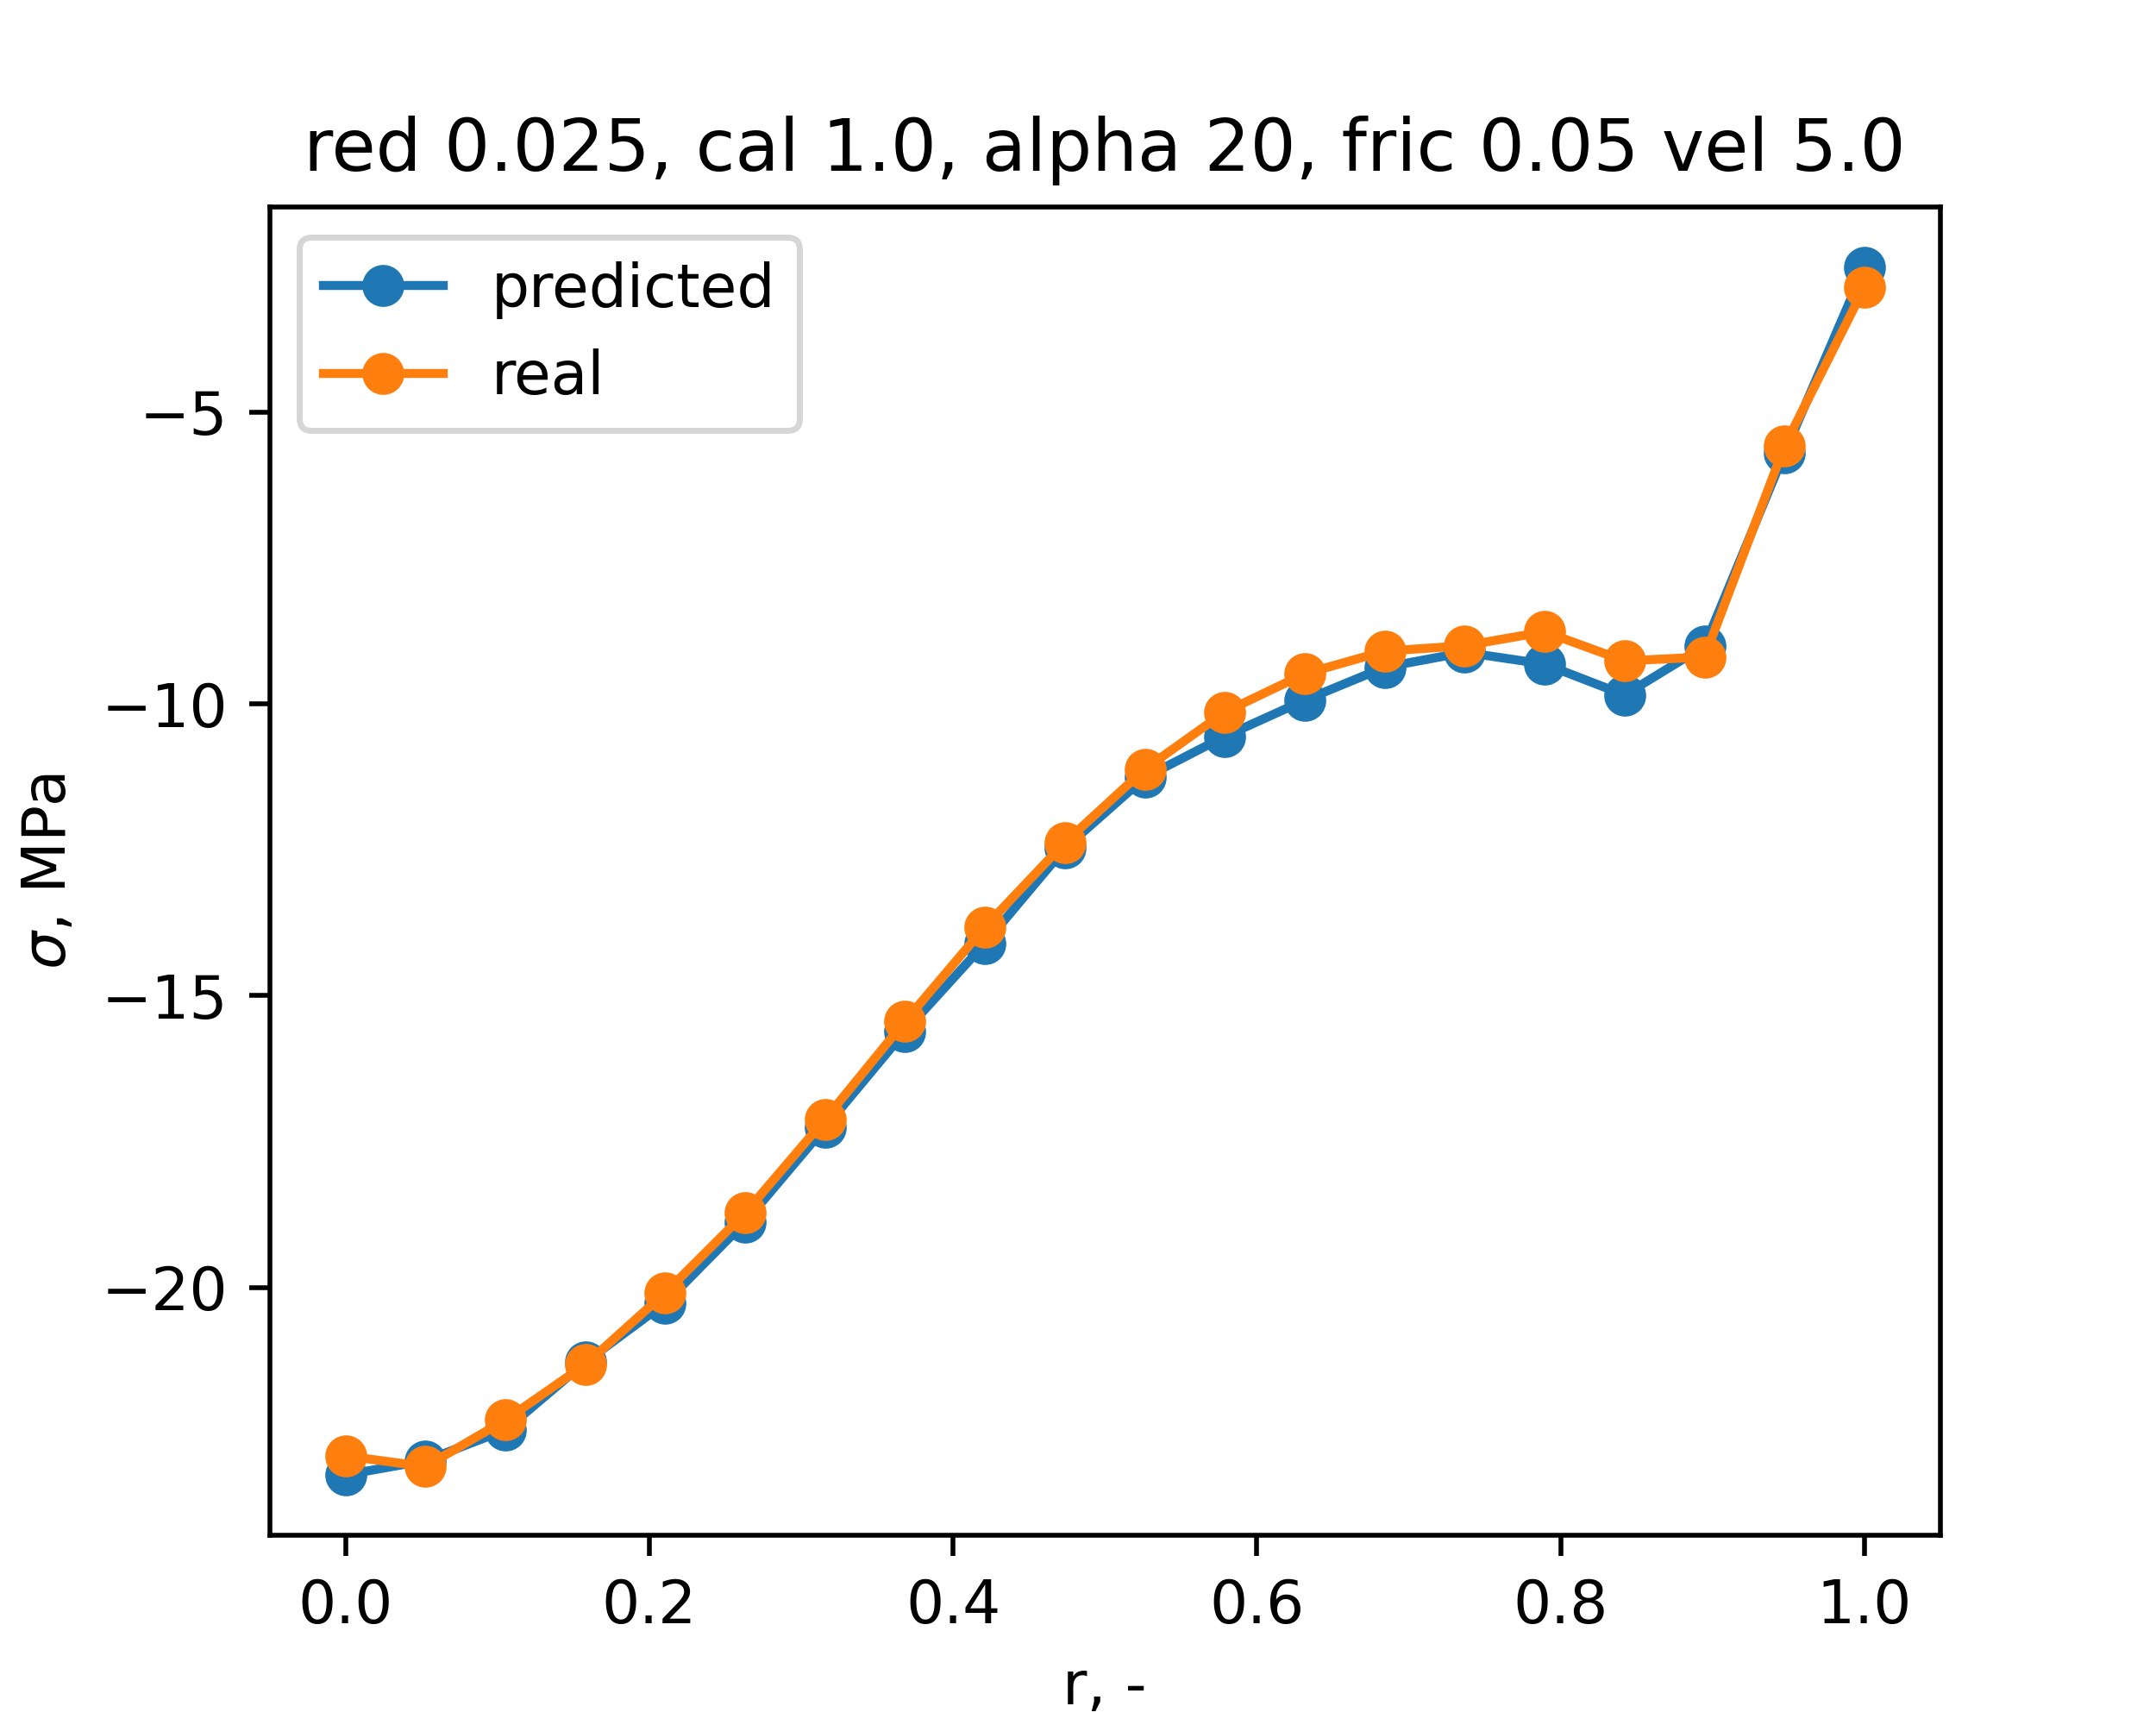 red 0.025, cal 1.0, alpha 20, fric 0.05 vel 5.0
predicted
real
−5
−10
−15
−20
σ, MPa
0.0 0.2 0.4 0.6 0.8 1.0
r, -